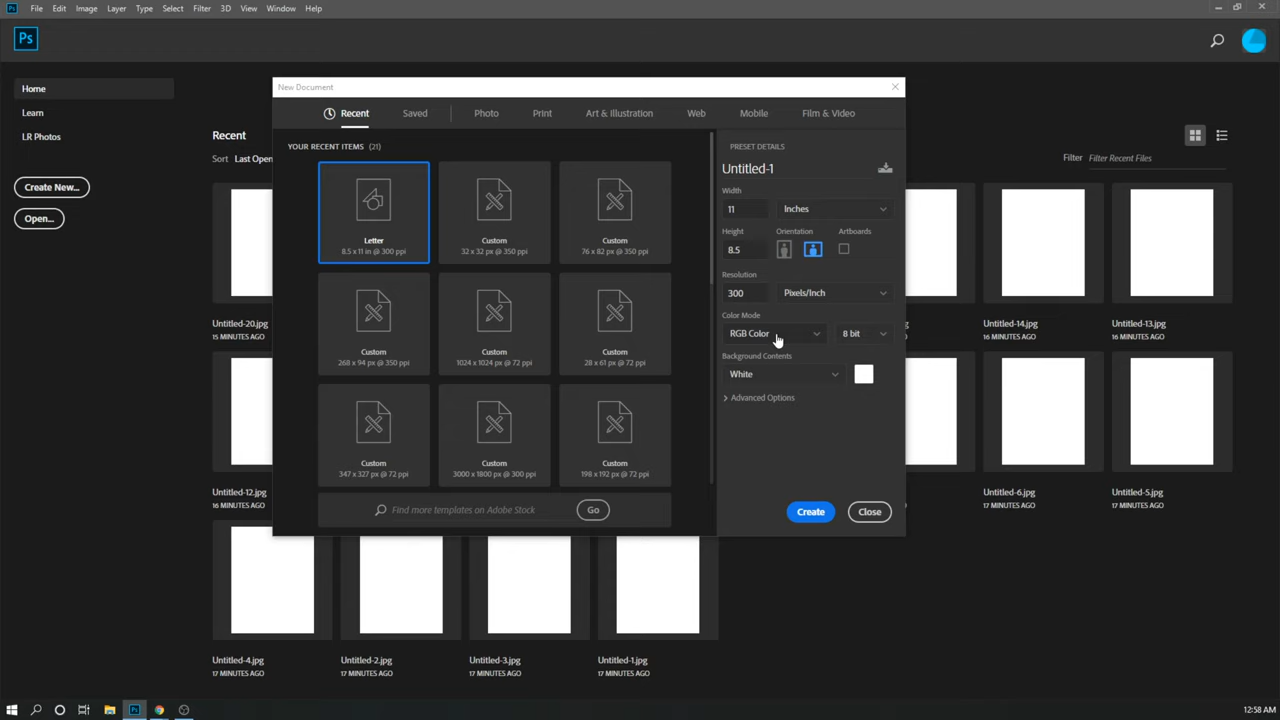 Ps
File Edit Image Layer Type Select Filter 3D View Window Help
Ps
Home
Learn
LR Photos
Create New...
Open...
Recent
Sort Last Open
Filter Filter Recent Files
New Document
Recent Saved Photo Print Art & Illustration Web Mobile Film & Video
YOUR RECENT ITEMS (21)
Letter
8.5 x 11 in @ 300 ppi
Custom
32 x 32 px @ 350 ppi
Custom
76 x 82 px @ 350 ppi
Custom
268 x 94 px @ 350 ppi
Custom
1024 x 1024 px @ 72 ppi
Custom
28 x 61 px @ 72 ppi
Custom
347 x 327 px @ 72 ppi
Custom
3000 x 1800 px @ 300 ppi
Custom
198 x 192 px @ 72 ppi
Find more templates on Adobe Stock
Go
PRESET DETAILS
Untitled-1
Width
11 Inches
Height Orientation Artboards
8.5
Resolution
300 Pixels/Inch
Color Mode
RGB Color 8 bit
Background Contents
White
Advanced Options
Create Close
Untitled-20.jpg
15 MINUTES AGO
g
AGO
Untitled-14.jpg
16 MINUTES AGO
Untitled-13.jpg
16 MINUTES AGO
Untitled-12.jpg
16 MINUTES AGO
AGO
Untitled-6.jpg
17 MINUTES AGO
Untitled-5.jpg
17 MINUTES AGO
Untitled-4.jpg
17 MINUTES AGO
Untitled-2.jpg
17 MINUTES AGO
Untitled-3.jpg
17 MINUTES AGO
Untitled-1.jpg
17 MINUTES AGO
Ps
12:58 AM